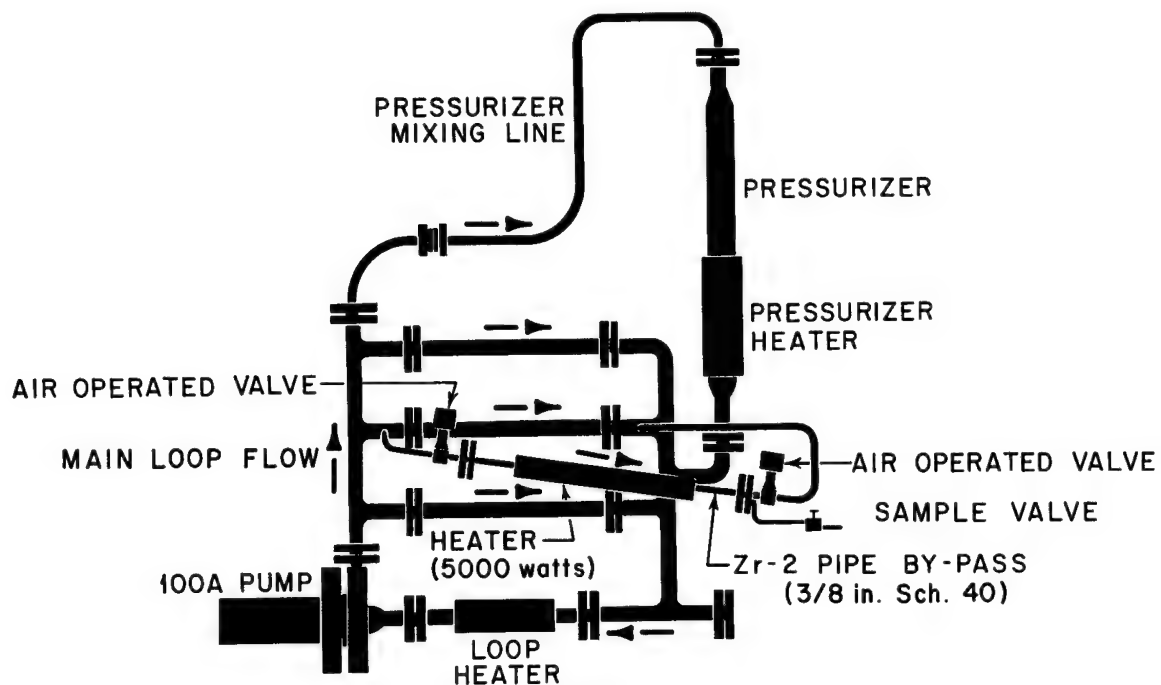 PRESSURIZER
MIXING LINE
PRESSURIZER
PRESSURIZER
HEATER
AIR OPERATED VALVE
MAIN LOOP FLOW
AIR OPERATED VALVE
SAMPLE VALVE
HEATER
(5000 watts)
Zr-2 PIPE BY-PASS
(3/8 in. Sch. 40)
100A PUMP
LOOP
HEATER